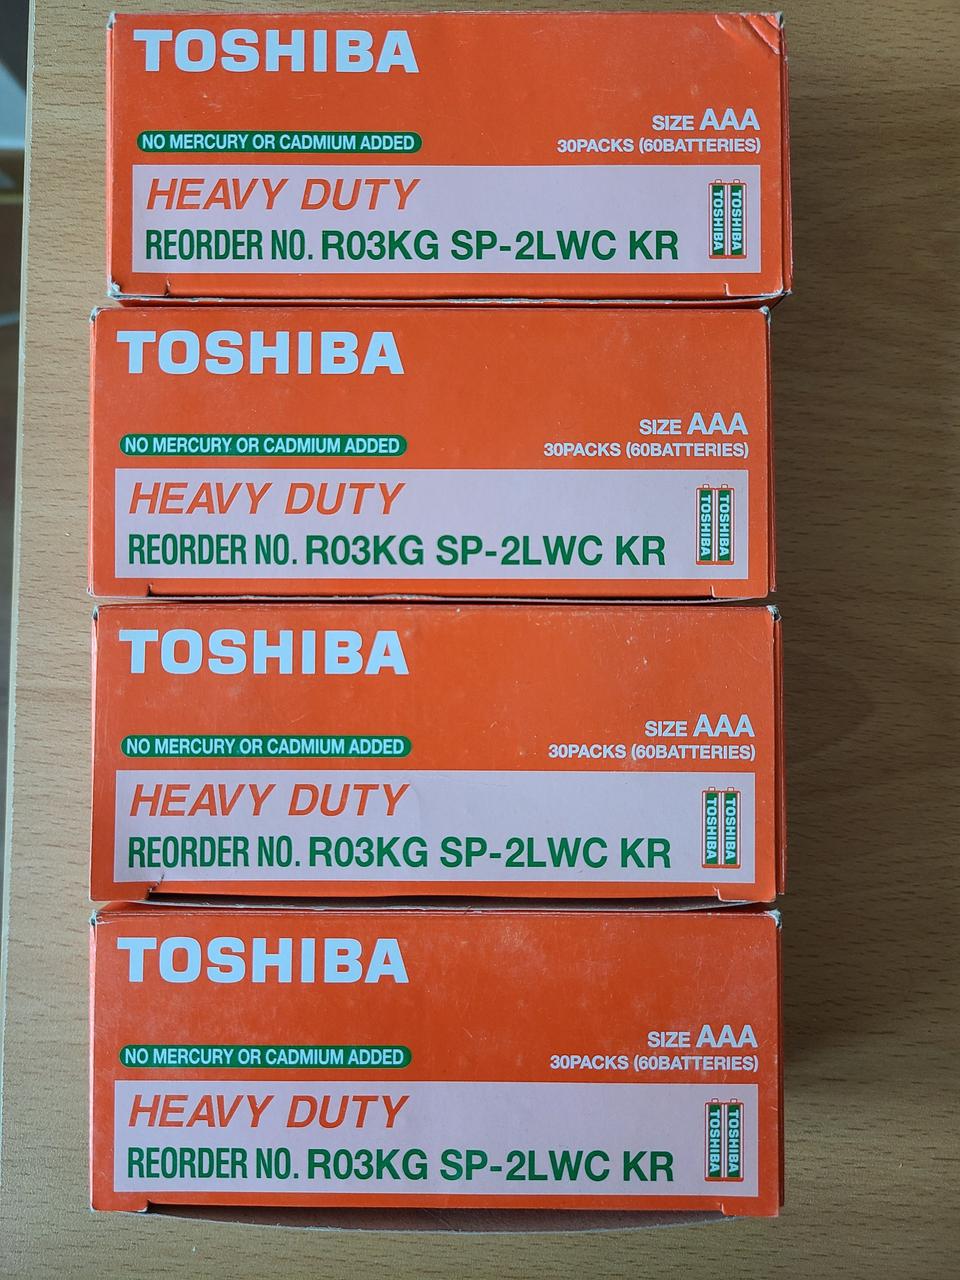 TOSHIBA
SIZE AAA
NO MERCURY OR CADMIUM ADDED
30PACKS (60BATTERIES)
HEAVY DUTY
TOSHIBA TOSHIBA
REORDER NO. R03KG SP-2LWC KR
TOSHIBA
SIZE AAA
NO MERCURY OR CADMIUM ADDED
30PACKS (60BATTERIES)
HEAVY DUTY
TOSHIBA TOSHIBA
REORDER NO. R03KG SP-2LWC KR
TOSHIBA
SIZE AAA
NO MERCURY OR CADMIUM ADDED
30PACKS (60BATTERIES)
HEAVY DUTY
TOSHIBA TOSHIBA
REORDER NO. R03KG SP-2LWC KR
TOSHIBA
SIZE AAA
NO MERCURY OR CADMIUM ADDED
30PACKS (60BATTERIES)
HEAVY DUTY
TOSHIBA TOSHIBA
REORDER NO. R03KG SP-2LWC KR